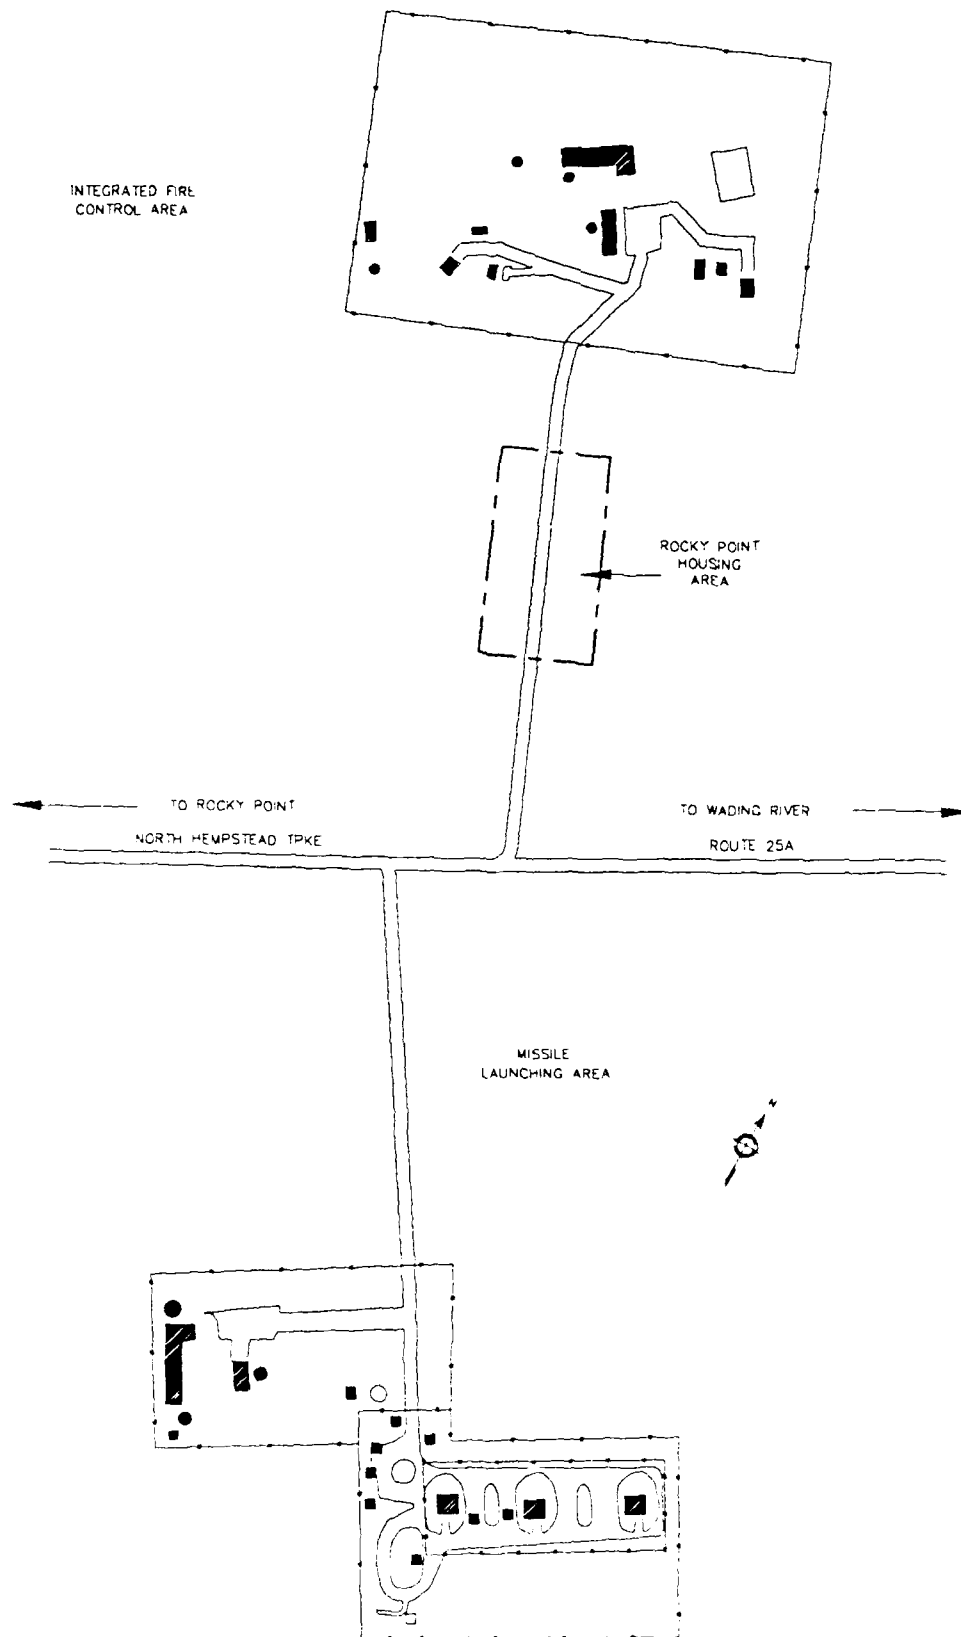 INTEGRATED FIRE
CONTROL AREA
ROCKY POINT
HOUSING
AREA
TO ROCKY POINT
TO WADING RIVER
NORTH HEMPSTEAD TPKE
ROUTE 25A
MISSILE
LAUNCHING AREA
N